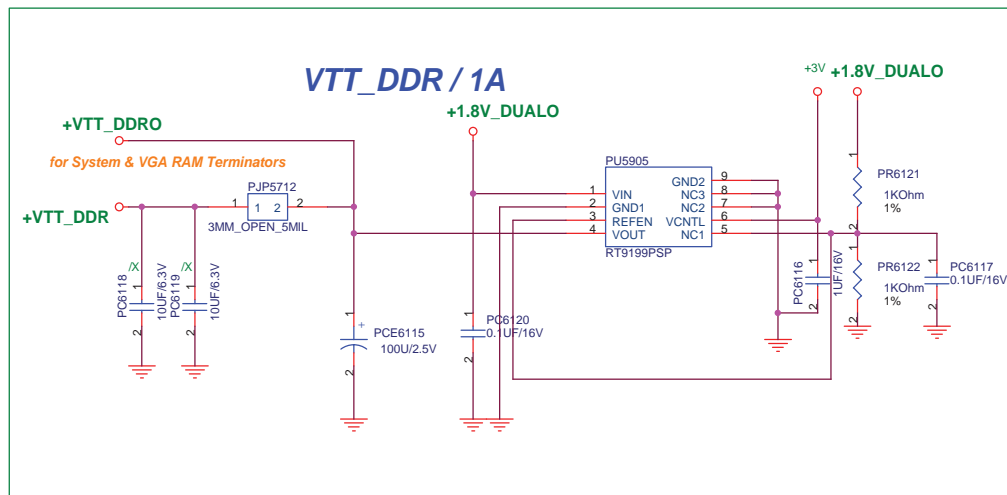 VTT_DDR / 1A
+3V
+1.8V_DUALO
+1.8V_DUALO
+VTT_DDRO
for System & VGA RAM Terminators
+VTT_DDR
PJP5712
1 1 2 2
3MM_OPEN_5MIL
/X
/X
1
1
PC6118
10UF/6.3V
PC6119
10UF/6.3V
2
2
1
+
PCE6115
100U/2.5V
2
1
PC6120
0.1UF/16V
2
PU5905
1 VIN
2 GND1
3 REFEN
4 VOUT
GND2 9
NC3 8
NC2 7
VCNTL 6
NC1 5
RT9199PSP
1
PC6116
1UF/16V
2
1
PR6121
1KOhm
1%
2
1
PR6122
1KOhm
1%
2
1
PC6117
0.1UF/16V
2